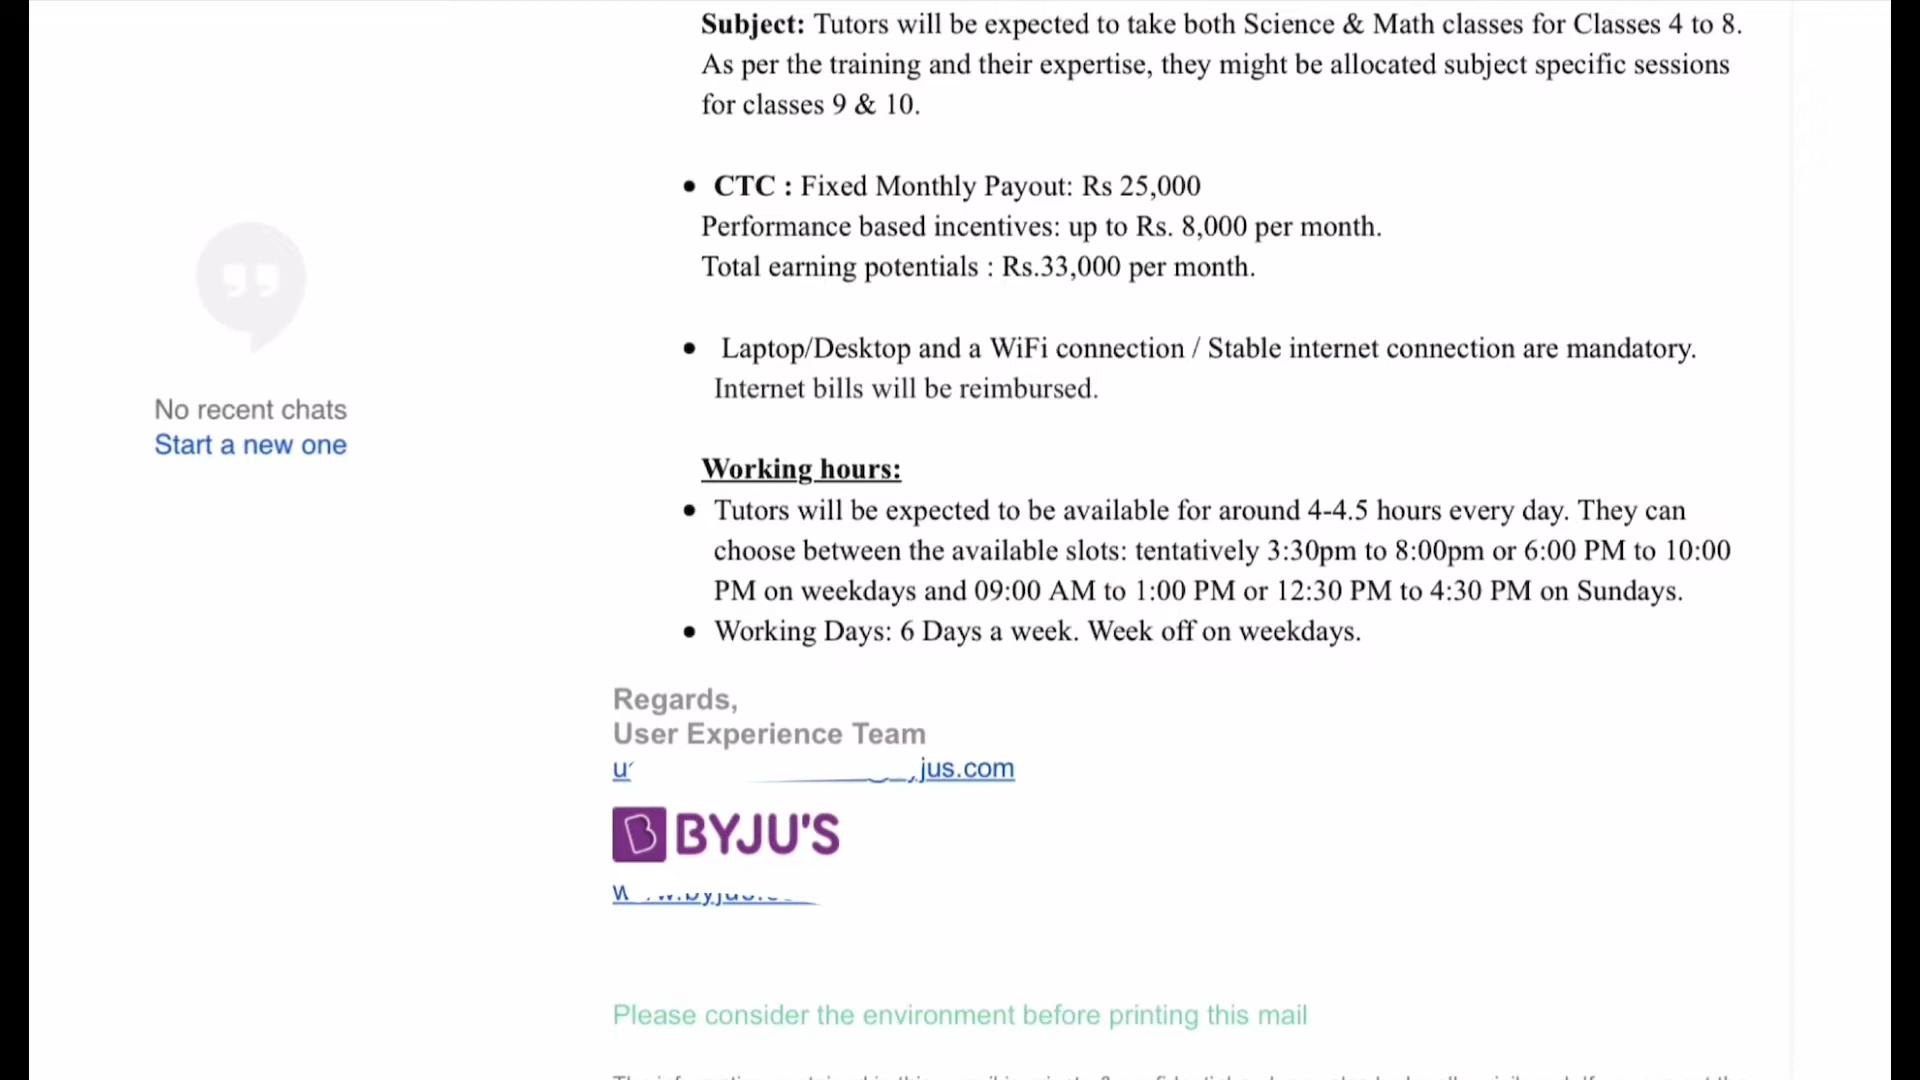 Subject: Tutors will be expected to take both Science & Math classes for Classes 4 to 8.
As per the training and their expertise, they might be allocated subject specific sessions
for classes 9 & 10.
• CTC : Fixed Monthly Payout: Rs 25,000
Performance based incentives: up to Rs. 8,000 per month.
Total earning potentials : Rs.33,000 per month.
• Laptop/Desktop and a WiFi connection / Stable internet connection are mandatory.
Internet bills will be reimbursed.
No recent chats
Start a new one
Working hours:
• Tutors will be expected to be available for around 4-4.5 hours every day. They can
choose between the available slots: tentatively 3:30pm to 8:00pm or 6:00 PM to 10:00
PM on weekdays and 09:00 AM to 1:00 PM or 12:30 PM to 4:30 PM on Sundays.
• Working Days: 6 Days a week. Week off on weekdays.
Regards,
User Experience Team
jus.com
BYJU'S
Please consider the environment before printing this mail